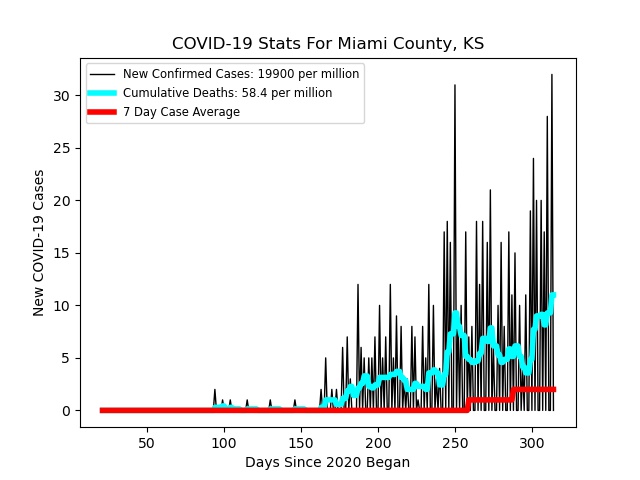 COVID-19 Stats For Miami County, KS
New Confirmed Cases: 19900 per million
Cumulative Deaths: 58.4 per million
7 Day Case Average
30
25
20
15
10
5
0
New COVID-19 Cases
50 100 150 200 250 300
Days Since 2020 Began